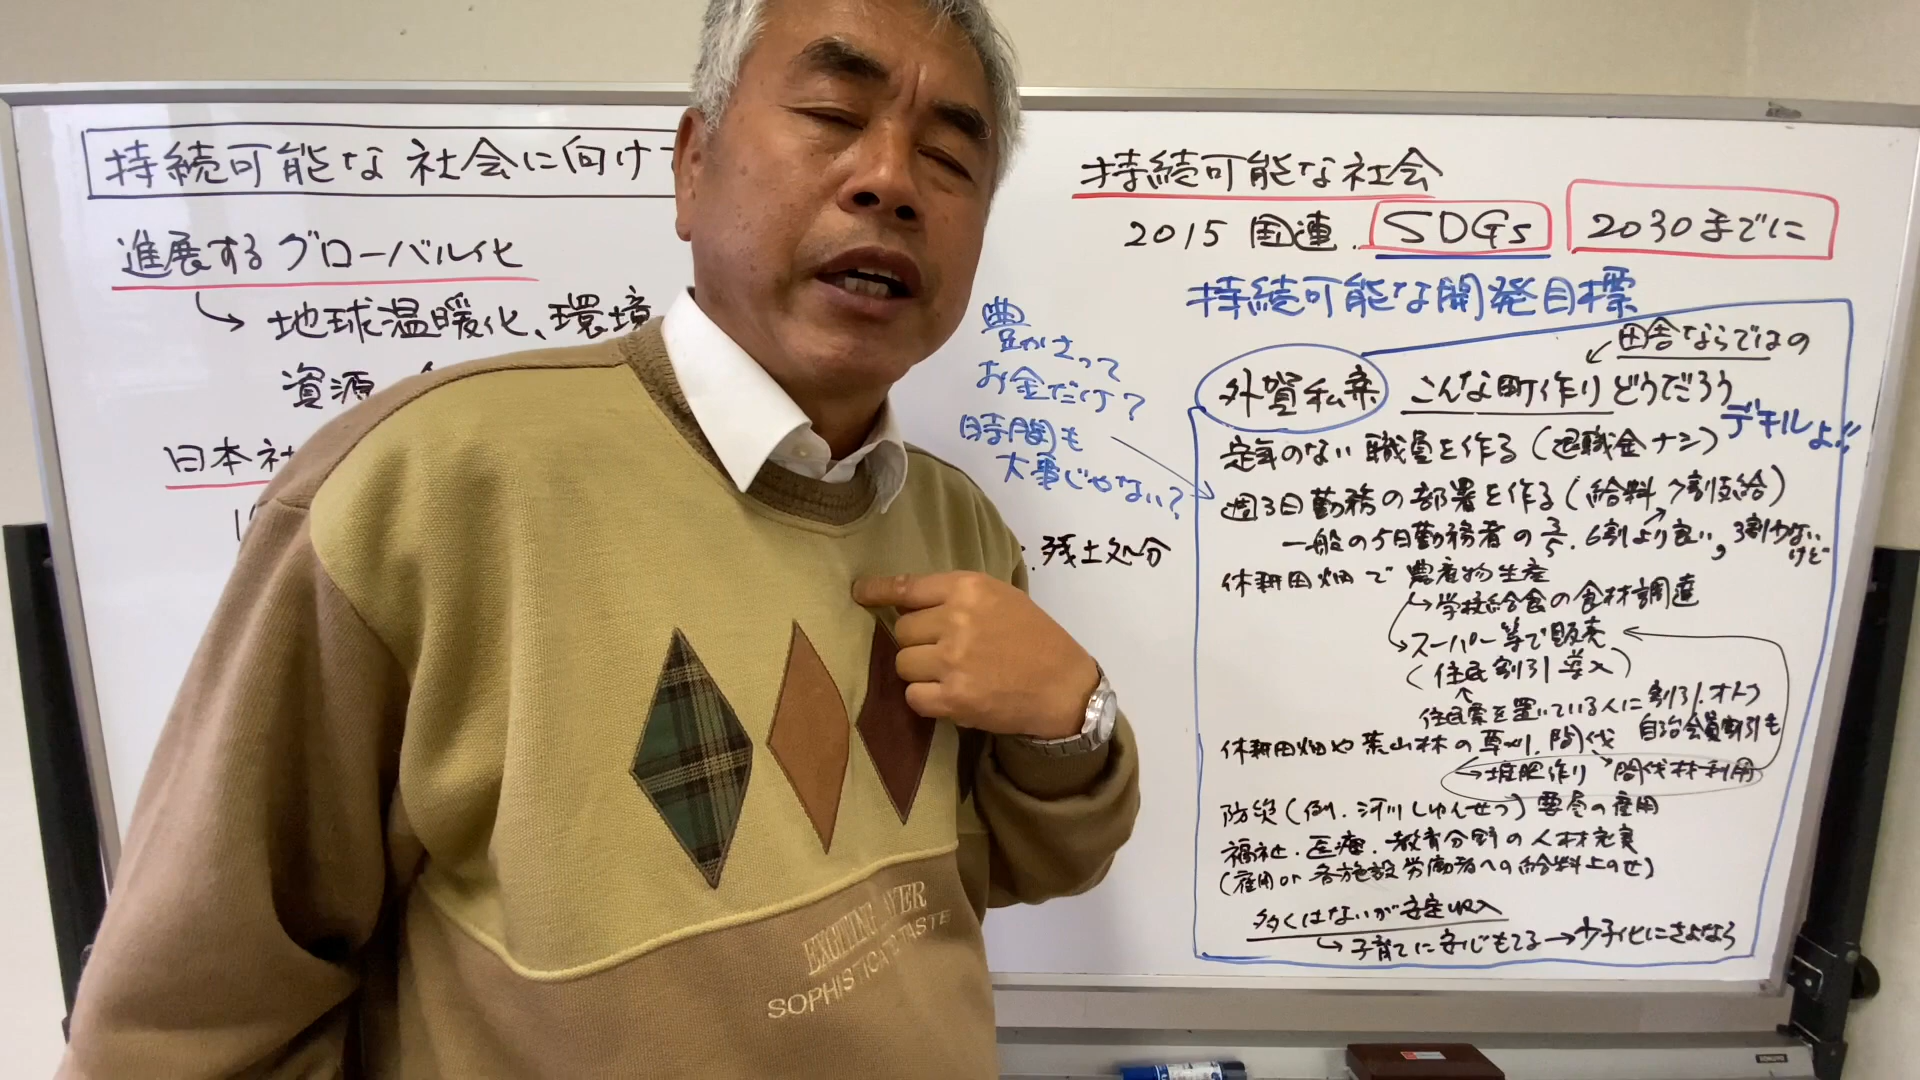 持続可能な社会に向け
進展するグローバル化
地球温暖化、環境
資源
日本社
豊かさって
お金だけ?
時間も
大事じゃない?
残土処分
持続可能な社会
2015 国連 SDGs 2030までに
持続可能な開発目標
田舎ならではの
外賀私案 こんな町作りどうだろう
デキルよ!!
定年のない職員を作る(退職金ナシ)
週3日勤務の部署を作る(給料7割支給)
一般の5日勤務者の3/5. 6割より良い, 3割少ないけど
休耕田畑で農産物生産
学校給食の食材調達
スーパー等で販売
(住民割引導入)
住民票を置いている人に割引.オトク
自治会員割引も
休耕田畑や荒山林の草刈.間伐
堆肥作り 間伐材利用
防災(例.河川しゅんせつ)要員の雇用
福祉.医療.教育分野の人材充実
(雇用or各施設労働者への給料上のせ)
多くはないが安定収入
子育てに安心もてる→少子化にさよなら
EXCITING
SOPHISTICA TASTE